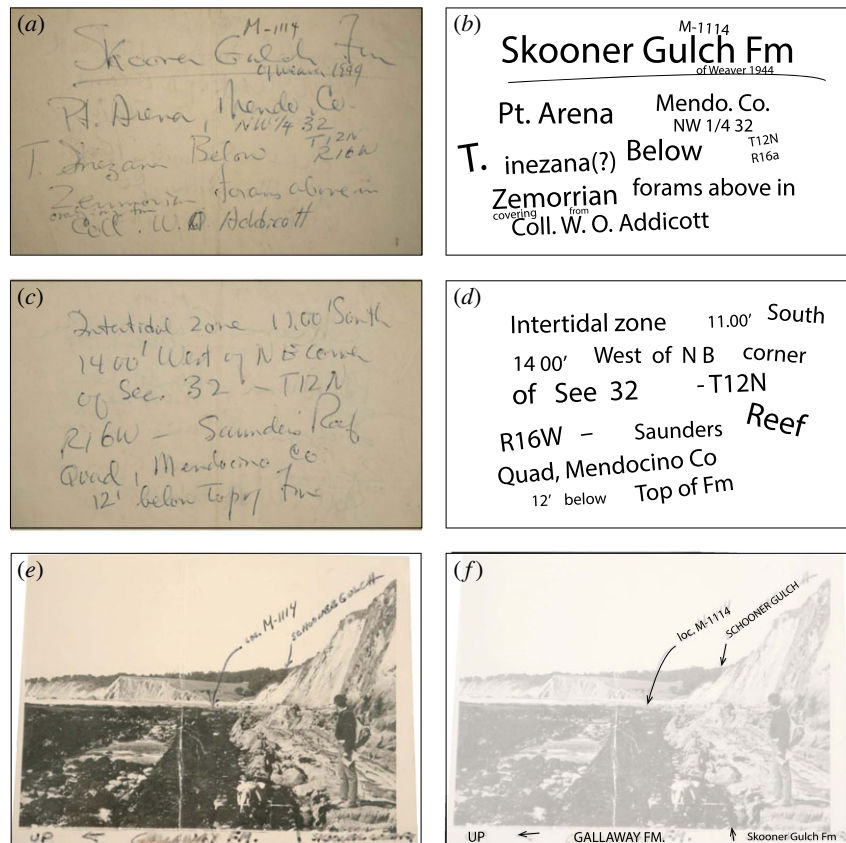 (a)
M-1114
Skooner Gulch Fm
of Weaver 1944
Pt. Arena, Mendo. Co.
NW 1/4 32
T12N
R16W
T. inezana Below
Zemorrian forams above in
Coll. W. O. Addicott
(b)
M-1114
Skooner Gulch Fm
of Weaver 1944
Pt. Arena Mendo. Co.
NW 1/4 32
T12N
R16a
T. inezana(?) Below
Zemorrian forams above in
covering from
Coll. W. O. Addicott
(c)
Intertidal zone 11.00' South
1400' West of NE corner
of Sec. 32 - T12N
R16W - Saunders Reef
Quad, Mendocino Co
12' below Top of Fm
(d)
Intertidal zone 11.00' South
14 00' West of N B corner
of See 32 -T12N
R16W – Saunders Reef
Quad, Mendocino Co
12' below Top of Fm
(e)
loc. M-1114
SCHOONER GULCH
UP ← GALLAWAY FM.
(f)
loc. M-1114
SCHOONER GULCH
UP ← GALLAWAY FM. ↑ Skooner Gulch Fm